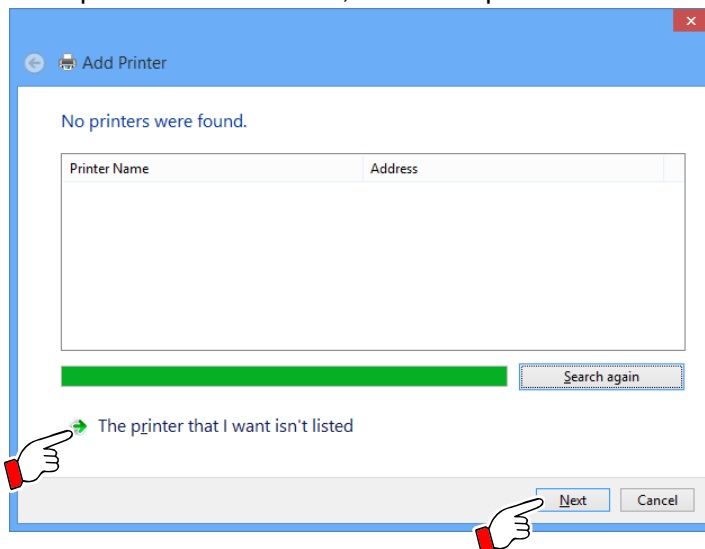 Add Printer
No printers were found.
Printer Name Address
Search again
The printer that I want isn't listed
Next Cancel